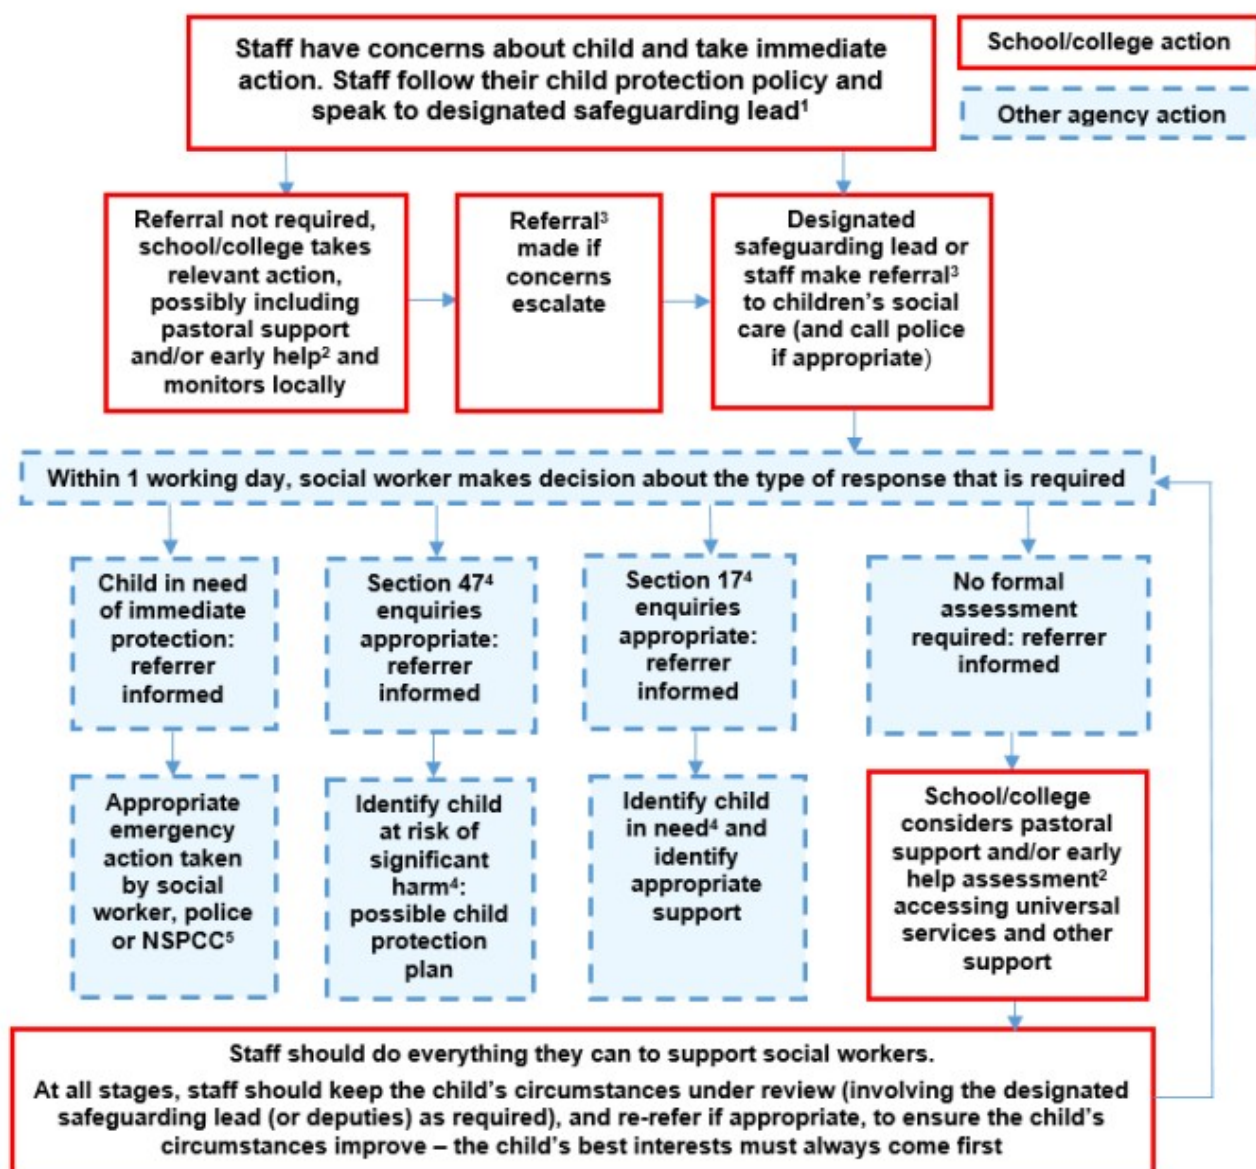 Staff have concerns about child and take immediate
action. Staff follow their child protection policy and
speak to designated safeguarding lead¹
School/college action
Other agency action
Referral not required,
school/college takes
relevant action,
possibly including
pastoral support
and/or early help² and
monitors locally
Referral³
made if
concerns
escalate
Designated
safeguarding lead or
staff make referral³
to children's social
care (and call police
if appropriate)
Within 1 working day, social worker makes decision about the type of response that is required
Child in need
of immediate
protection:
referrer
informed
Section 47⁴
enquiries
appropriate:
referrer
informed
Section 17⁴
enquiries
appropriate:
referrer
informed
No formal
assessment
required: referrer
informed
Appropriate
emergency
action taken
by social
worker, police
or NSPCC⁵
Identify child
at risk of
significant
harm⁴:
possible child
protection
plan
Identify child
in need⁴ and
identify
appropriate
support
School/college
considers pastoral
support and/or early
help assessment²
accessing universal
services and other
support
Staff should do everything they can to support social workers.
At all stages, staff should keep the child's circumstances under review (involving the designated
safeguarding lead (or deputies) as required), and re-refer if appropriate, to ensure the child's
circumstances improve – the child's best interests must always come first